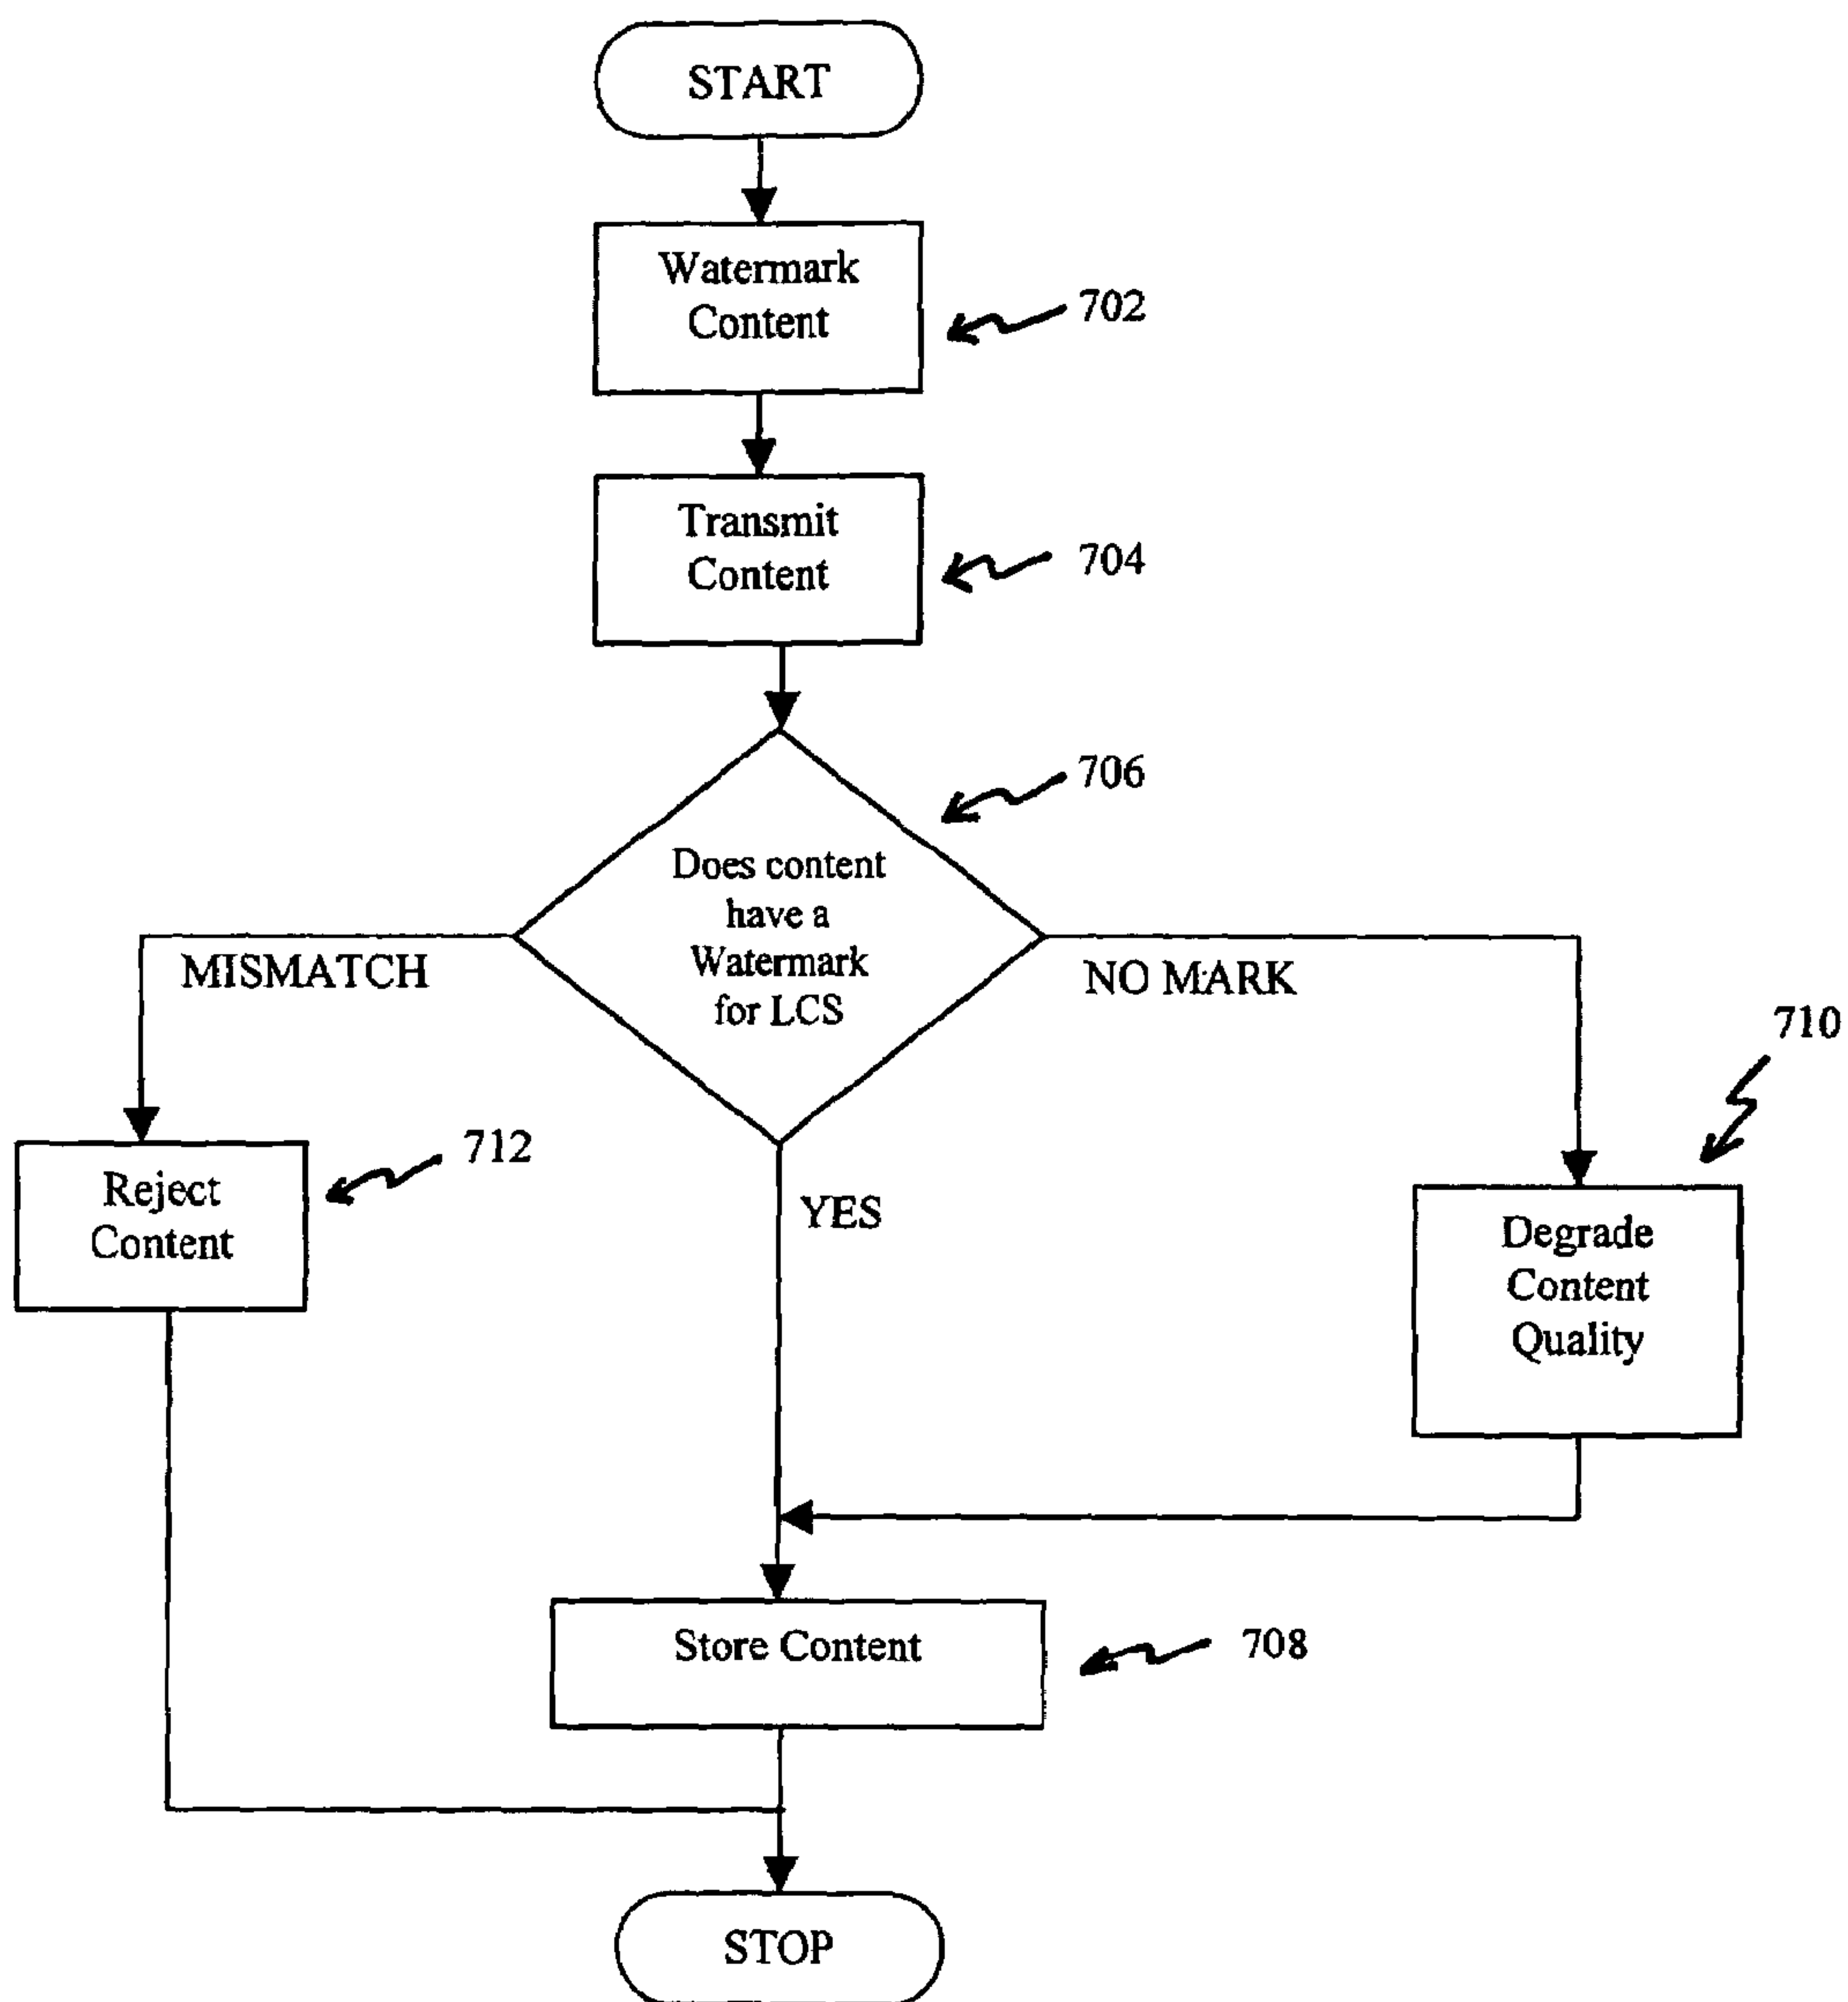 START
Watermark
Content
702
Transmit
Content
704
706
Does content
have a
Watermark
for LCS
MISMATCH
NO MARK
710
712
Reject
Content
YES
Degrade
Content
Quality
Store Content
708
STOP